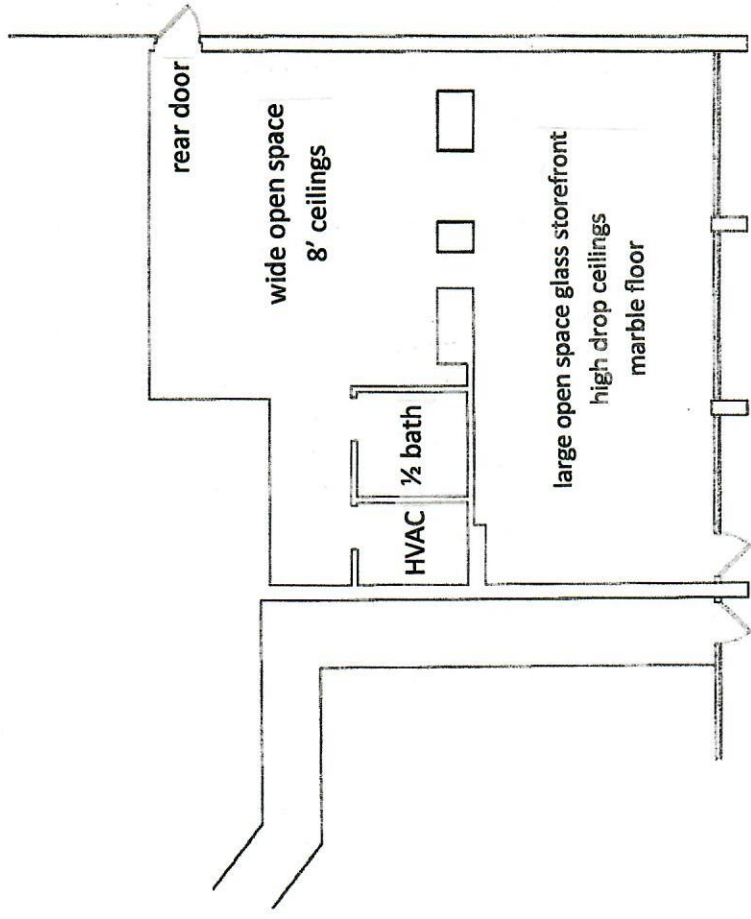 rear door
wide open space
8' ceilings
½ bath
HVAC
large open space glass storefront
high drop ceilings
marble floor